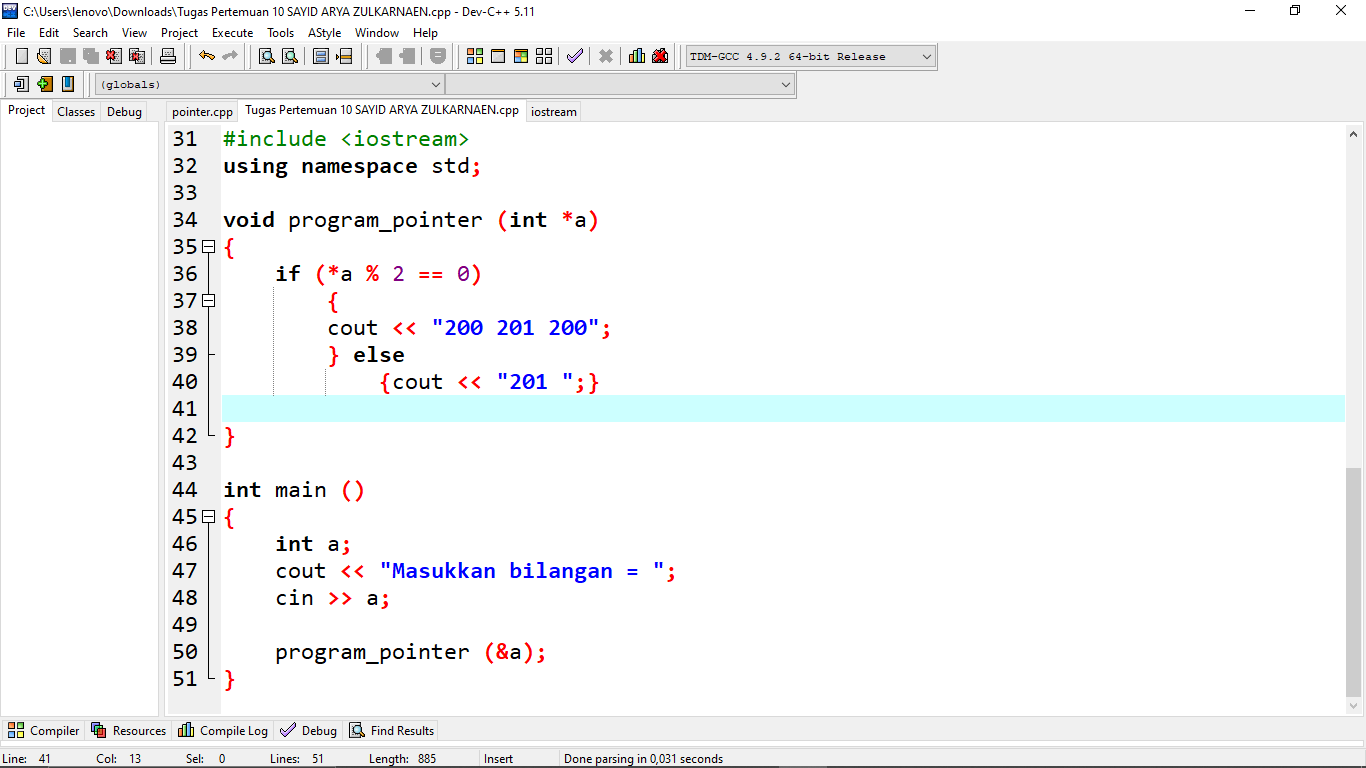 C:\Users\lenovo\Downloads\Tugas Pertemuan 10 SAYID ARYA ZULKARNAEN.cpp - Dev-C++ 5.11
File Edit Search View Project Execute Tools AStyle Window Help
TDM-GCC 4.9.2 64-bit Release
(globals)
Project Classes Debug pointer.cpp Tugas Pertemuan 10 SAYID ARYA ZULKARNAEN.cpp iostream
31 #include <iostream>
32 using namespace std;
33
34 void program_pointer (int *a)
35 {
36     if (*a % 2 == 0)
37         {
38         cout << "200 201 200";
39         } else
40             {cout << "201 ";}
41
42 }
43
44 int main ()
45 {
46     int a;
47     cout << "Masukkan bilangan = ";
48     cin >> a;
49
50     program_pointer (&a);
51 }
Compiler Resources Compile Log Debug Find Results
Line: 41 Col: 13 Sel: 0 Lines: 51 Length: 885 Insert Done parsing in 0,031 seconds